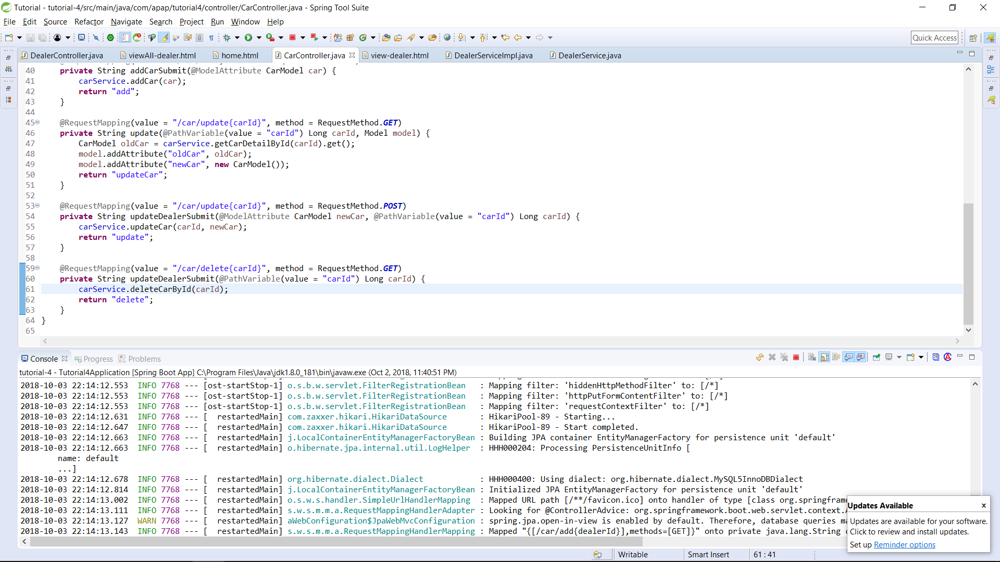 Tutorial - tutorial-4/src/main/java/com/apap/tutorial4/controller/CarController.java - Spring Tool Suite
File Edit Source Refactor Navigate Search Project Run Window Help
Quick Access
DealerController.java viewAll-dealer.html home.html CarController.java view-dealer.html DealerServiceImpl.java DealerService.java
40 private String addCarSubmit(@ModelAttribute CarModel car) {
41 carService.addCar(car);
42 return "add";
43 }
44
45 @RequestMapping(value = "/car/update{carId}", method = RequestMethod.GET)
46 private String update(@PathVariable(value = "carId") Long carId, Model model) {
47 CarModel oldCar = carService.getCarDetailById(carId).get();
48 model.addAttribute("oldCar", oldCar);
49 model.addAttribute("newCar", new CarModel());
50 return "updateCar";
51 }
52
53 @RequestMapping(value = "/car/update{carId}", method = RequestMethod.POST)
54 private String updateDealerSubmit(@ModelAttribute CarModel newCar, @PathVariable(value = "carId") Long carId) {
55 carService.updateCar(carId, newCar);
56 return "update";
57 }
58
59 @RequestMapping(value = "/car/delete{carId}", method = RequestMethod.GET)
60 private String updateDealerSubmit(@PathVariable(value = "carId") Long carId) {
61 carService.deleteCarById(carId);
62 return "delete";
63 }
64 }
65
Console Progress Problems
tutorial-4 - Tutorial4Application [Spring Boot App] C:\Program Files\Java\jdk1.8.0_181\bin\javaw.exe (Oct 2, 2018, 11:40:51 PM)
2018-10-03 22:14:12.553 INFO 7768 --- [ost-startStop-1] o.s.b.w.servlet.FilterRegistrationBean : Mapping filter: 'hiddenHttpMethodFilter' to: [/*]
2018-10-03 22:14:12.553 INFO 7768 --- [ost-startStop-1] o.s.b.w.servlet.FilterRegistrationBean : Mapping filter: 'httpPutFormContentFilter' to: [/*]
2018-10-03 22:14:12.553 INFO 7768 --- [ost-startStop-1] o.s.b.w.servlet.FilterRegistrationBean : Mapping filter: 'requestContextFilter' to: [/*]
2018-10-03 22:14:12.631 INFO 7768 --- [ restartedMain] com.zaxxer.hikari.HikariDataSource : HikariPool-89 - Starting...
2018-10-03 22:14:12.647 INFO 7768 --- [ restartedMain] com.zaxxer.hikari.HikariDataSource : HikariPool-89 - Start completed.
2018-10-03 22:14:12.663 INFO 7768 --- [ restartedMain] j.LocalContainerEntityManagerFactoryBean : Building JPA container EntityManagerFactory for persistence unit 'default'
2018-10-03 22:14:12.663 INFO 7768 --- [ restartedMain] o.hibernate.jpa.internal.util.LogHelper : HHH000204: Processing PersistenceUnitInfo [
name: default
...]
2018-10-03 22:14:12.678 INFO 7768 --- [ restartedMain] org.hibernate.dialect.Dialect : HHH000400: Using dialect: org.hibernate.dialect.MySQL5InnoDBDialect
2018-10-03 22:14:12.814 INFO 7768 --- [ restartedMain] j.LocalContainerEntityManagerFactoryBean : Initialized JPA EntityManagerFactory for persistence unit 'default'
2018-10-03 22:14:13.002 INFO 7768 --- [ restartedMain] o.s.w.s.handler.SimpleUrlHandlerMapping : Mapped URL path [/**/favicon.ico] onto handler of type [class org.springframe
2018-10-03 22:14:13.111 INFO 7768 --- [ restartedMain] s.w.s.m.m.a.RequestMappingHandlerAdapter : Looking for @ControllerAdvice: org.springframework.boot.web.servlet.context.
2018-10-03 22:14:13.127 WARN 7768 --- [ restartedMain] aWebConfiguration$JpaWebMvcConfiguration : spring.jpa.open-in-view is enabled by default. Therefore, database queries ma
2018-10-03 22:14:13.143 INFO 7768 --- [ restartedMain] s.w.s.m.m.a.RequestMappingHandlerMapping : Mapped "{[/car/add{dealerId}],methods=[GET]}" onto private java.lang.String
Updates Available
Updates are available for your software.
Click to review and install updates.
Set up Reminder options
Writable Smart Insert 61 : 41